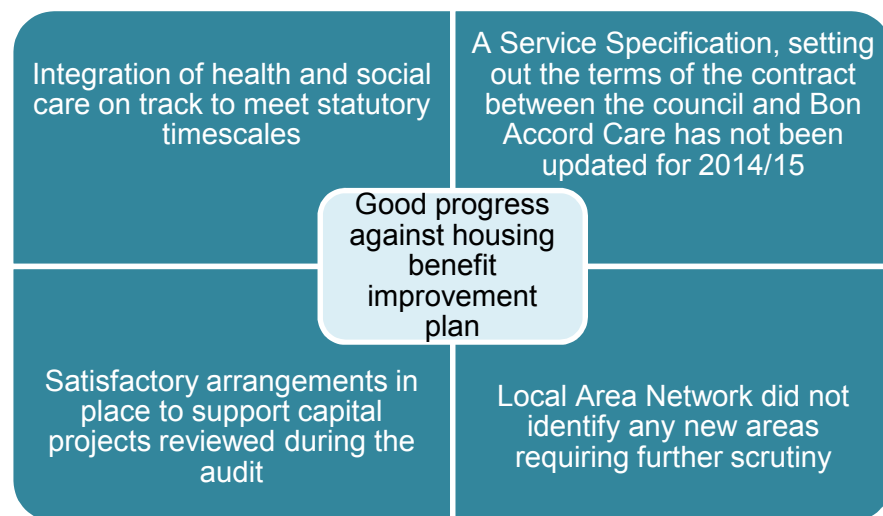 Integration of health and social
care on track to meet statutory
timescales
A Service Specification, setting
out the terms of the contract
between the council and Bon
Accord Care has not been
updated for 2014/15
Good progress
against housing
benefit
improvement
plan
Satisfactory arrangements in
place to support capital
projects reviewed during the
audit
Local Area Network did not
identify any new areas
requiring further scrutiny